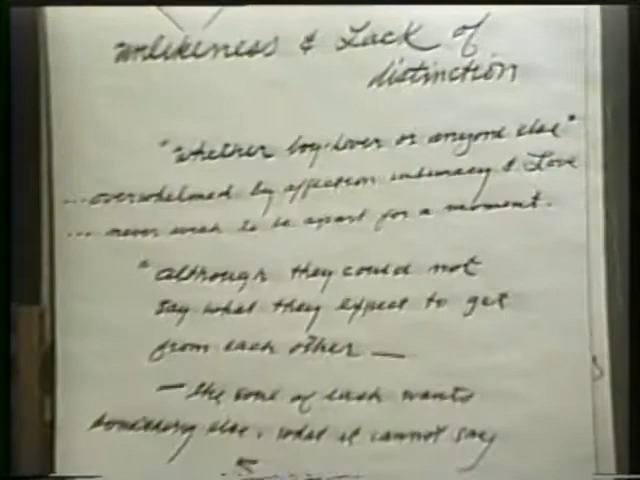 unlikeness & Lack of
distinction
"whether boy-lover or anyone else"
...overwhelmed by affection intimacy & Love
... never wish to be apart for a moment.
"although they could not
say what they expect to get
from each other —
— the soul of each wants
something else, what it cannot say